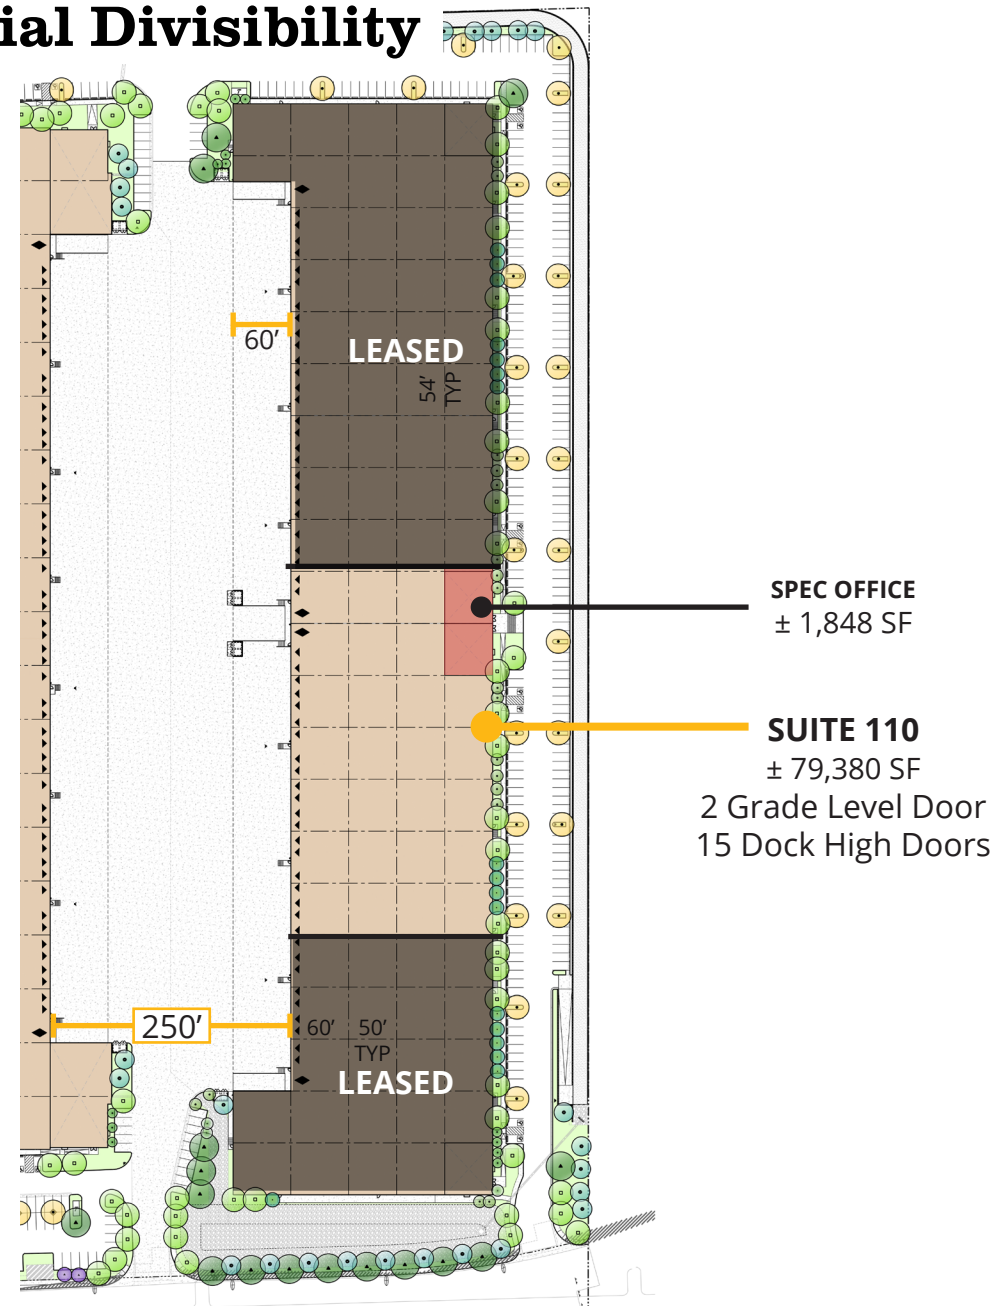 ial Divisibility
60’
LEASED
54’
TYP
SPEC OFFICE
± 1,848 SF
SUITE 110
± 79,380 SF
2 Grade Level Door
15 Dock High Doors
250’
60’ 50’
TYP
LEASED